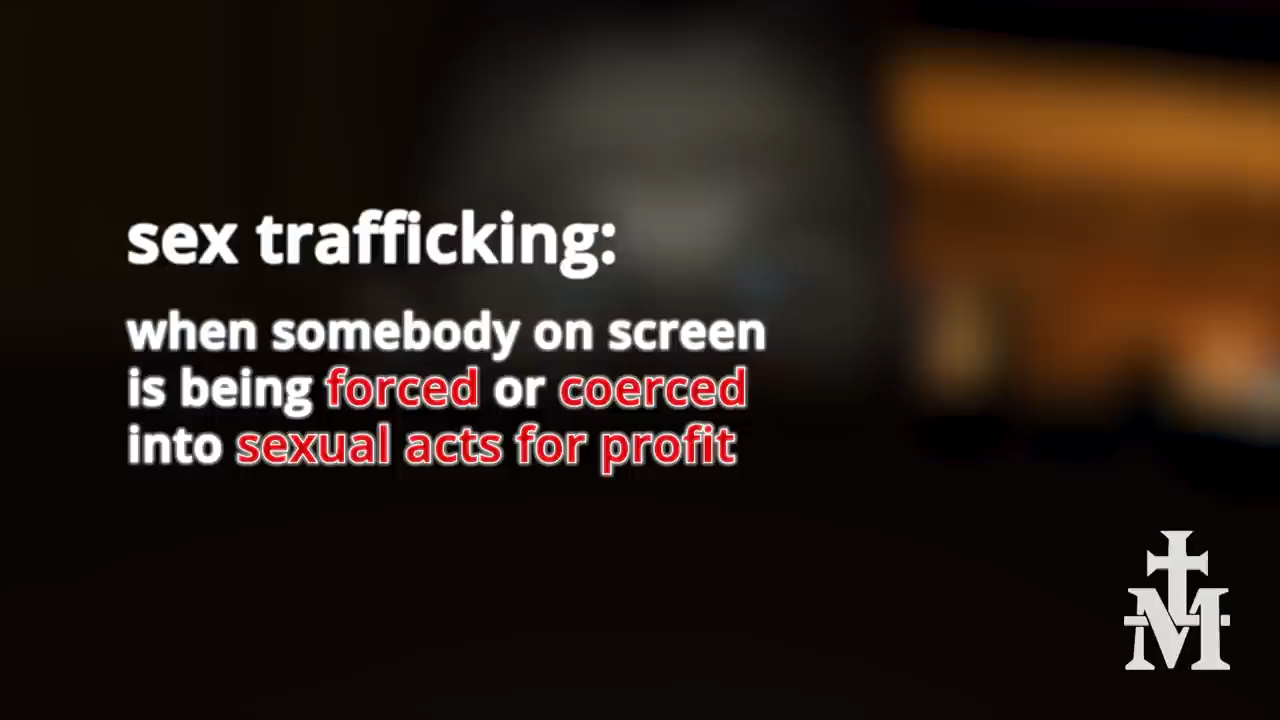 sex trafficking:
when somebody on screen
is being forced or coerced
into sexual acts for profit